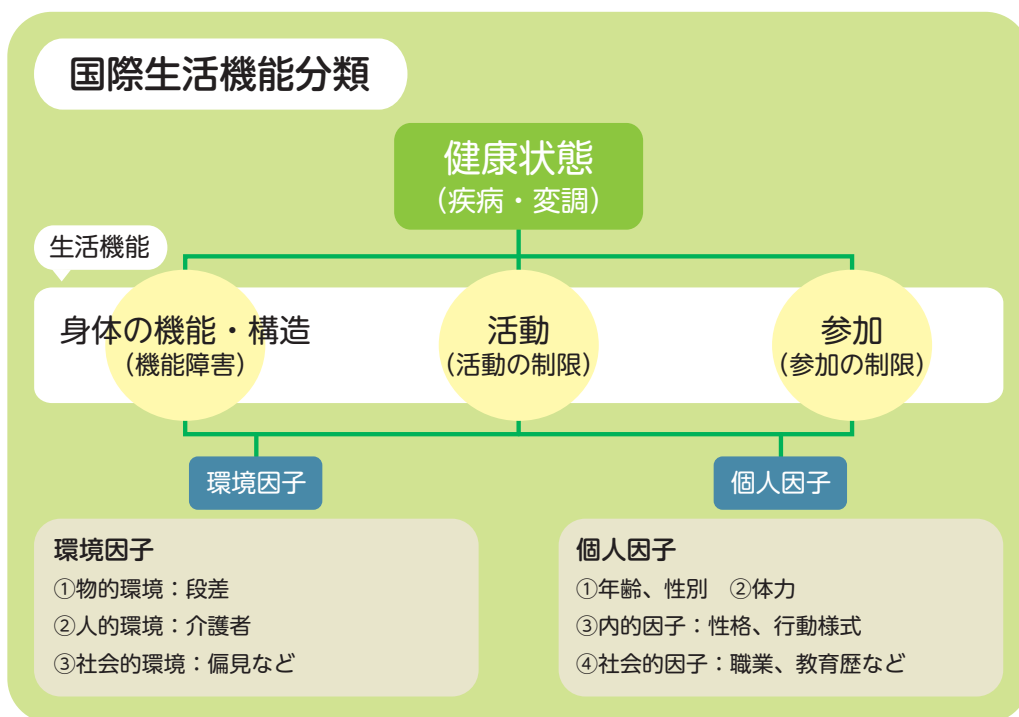 国際生活機能分類
健康状態
（疾病・変調）
生活機能
身体の機能・構造
（機能障害）
活動
（活動の制限）
参加
（参加の制限）
環境因子
個人因子
環境因子
①物的環境：段差
②人的環境：介護者
③社会的環境：偏見など
個人因子
①年齢、性別　②体力
③内的因子：性格、行動様式
④社会的因子：職業、教育歴など